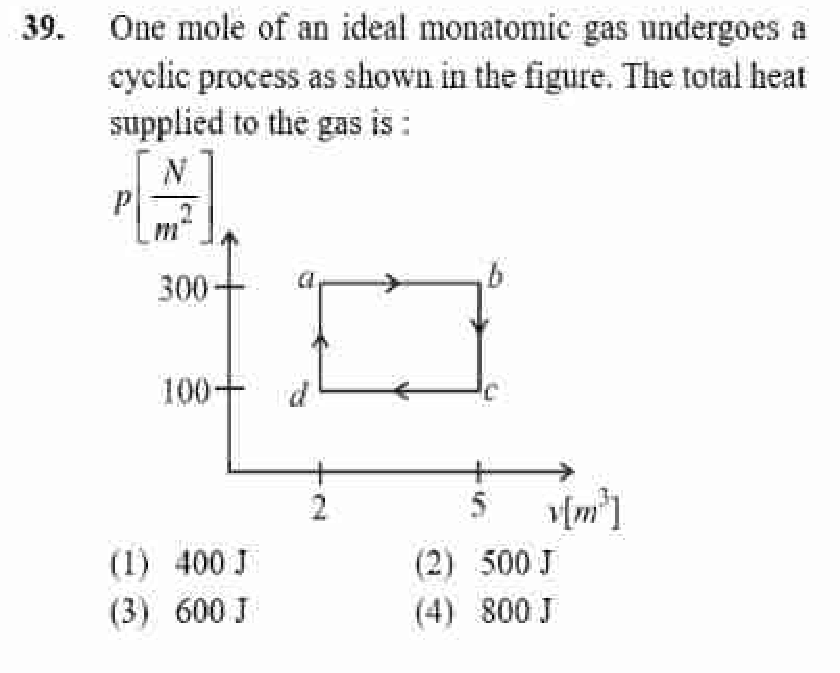 39. One mole of an ideal monatomic gas undergoes a
cyclic process as shown in the figure. The total heat
supplied to the gas is :
p[N/m²]
300
a
b
100
d
c
2
5
v[m³]
(1) 400 J
(2) 500 J
(3) 600 J
(4) 800 J